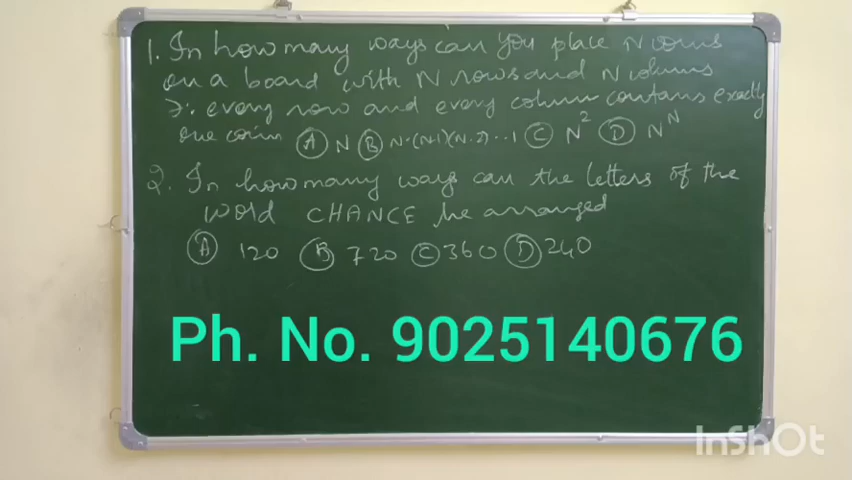 1. In how many ways can you place N coins
on a board with N rows and N columns
∋: every row and every column contains exactly
one coin Ⓐ N Ⓑ N·(N-1)(N-2)...1 Ⓒ N² Ⓓ N^N
2. In how many ways can the letters of the
word CHANCE be arranged
Ⓐ 120 Ⓑ 720 Ⓒ 360 Ⓓ 240
Ph. No. 9025140676
InShOt